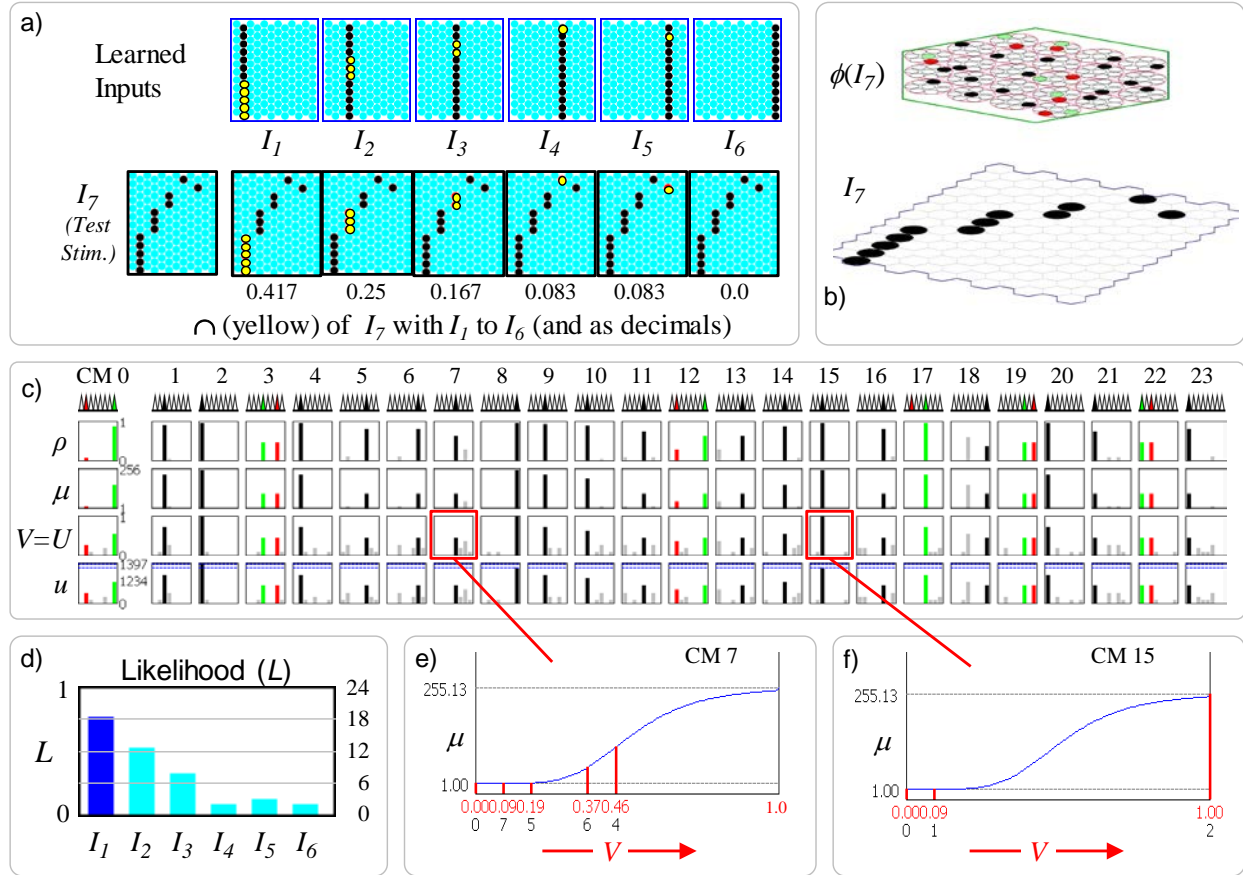 a)
Learned
Inputs
I1 I2 I3 I4 I5 I6
I7
(Test
Stim.)
0.417 0.25 0.167 0.083 0.083 0.0
∩ (yellow) of I7 with I1 to I6 (and as decimals)
ϕ(I7)
I7
b)
c) CM 0 1 2 3 4 5 6 7 8 9 10 11 12 13 14 15 16 17 18 19 20 21 22 23
ρ 1
0
μ 256
V=U 1
0
u 1397
1234
0
d)
Likelihood (L)
1 24
18
L 12
6
0 0
I1 I2 I3 I4 I5 I6
e) CM 7
255.13
μ
1.00
0.00 0.09 0.19 0.37 0.46 1.0
0 7 5 6 4
V
f) CM 15
255.13
μ
1.00
0.00 0.09 1.00
0 1 2
V